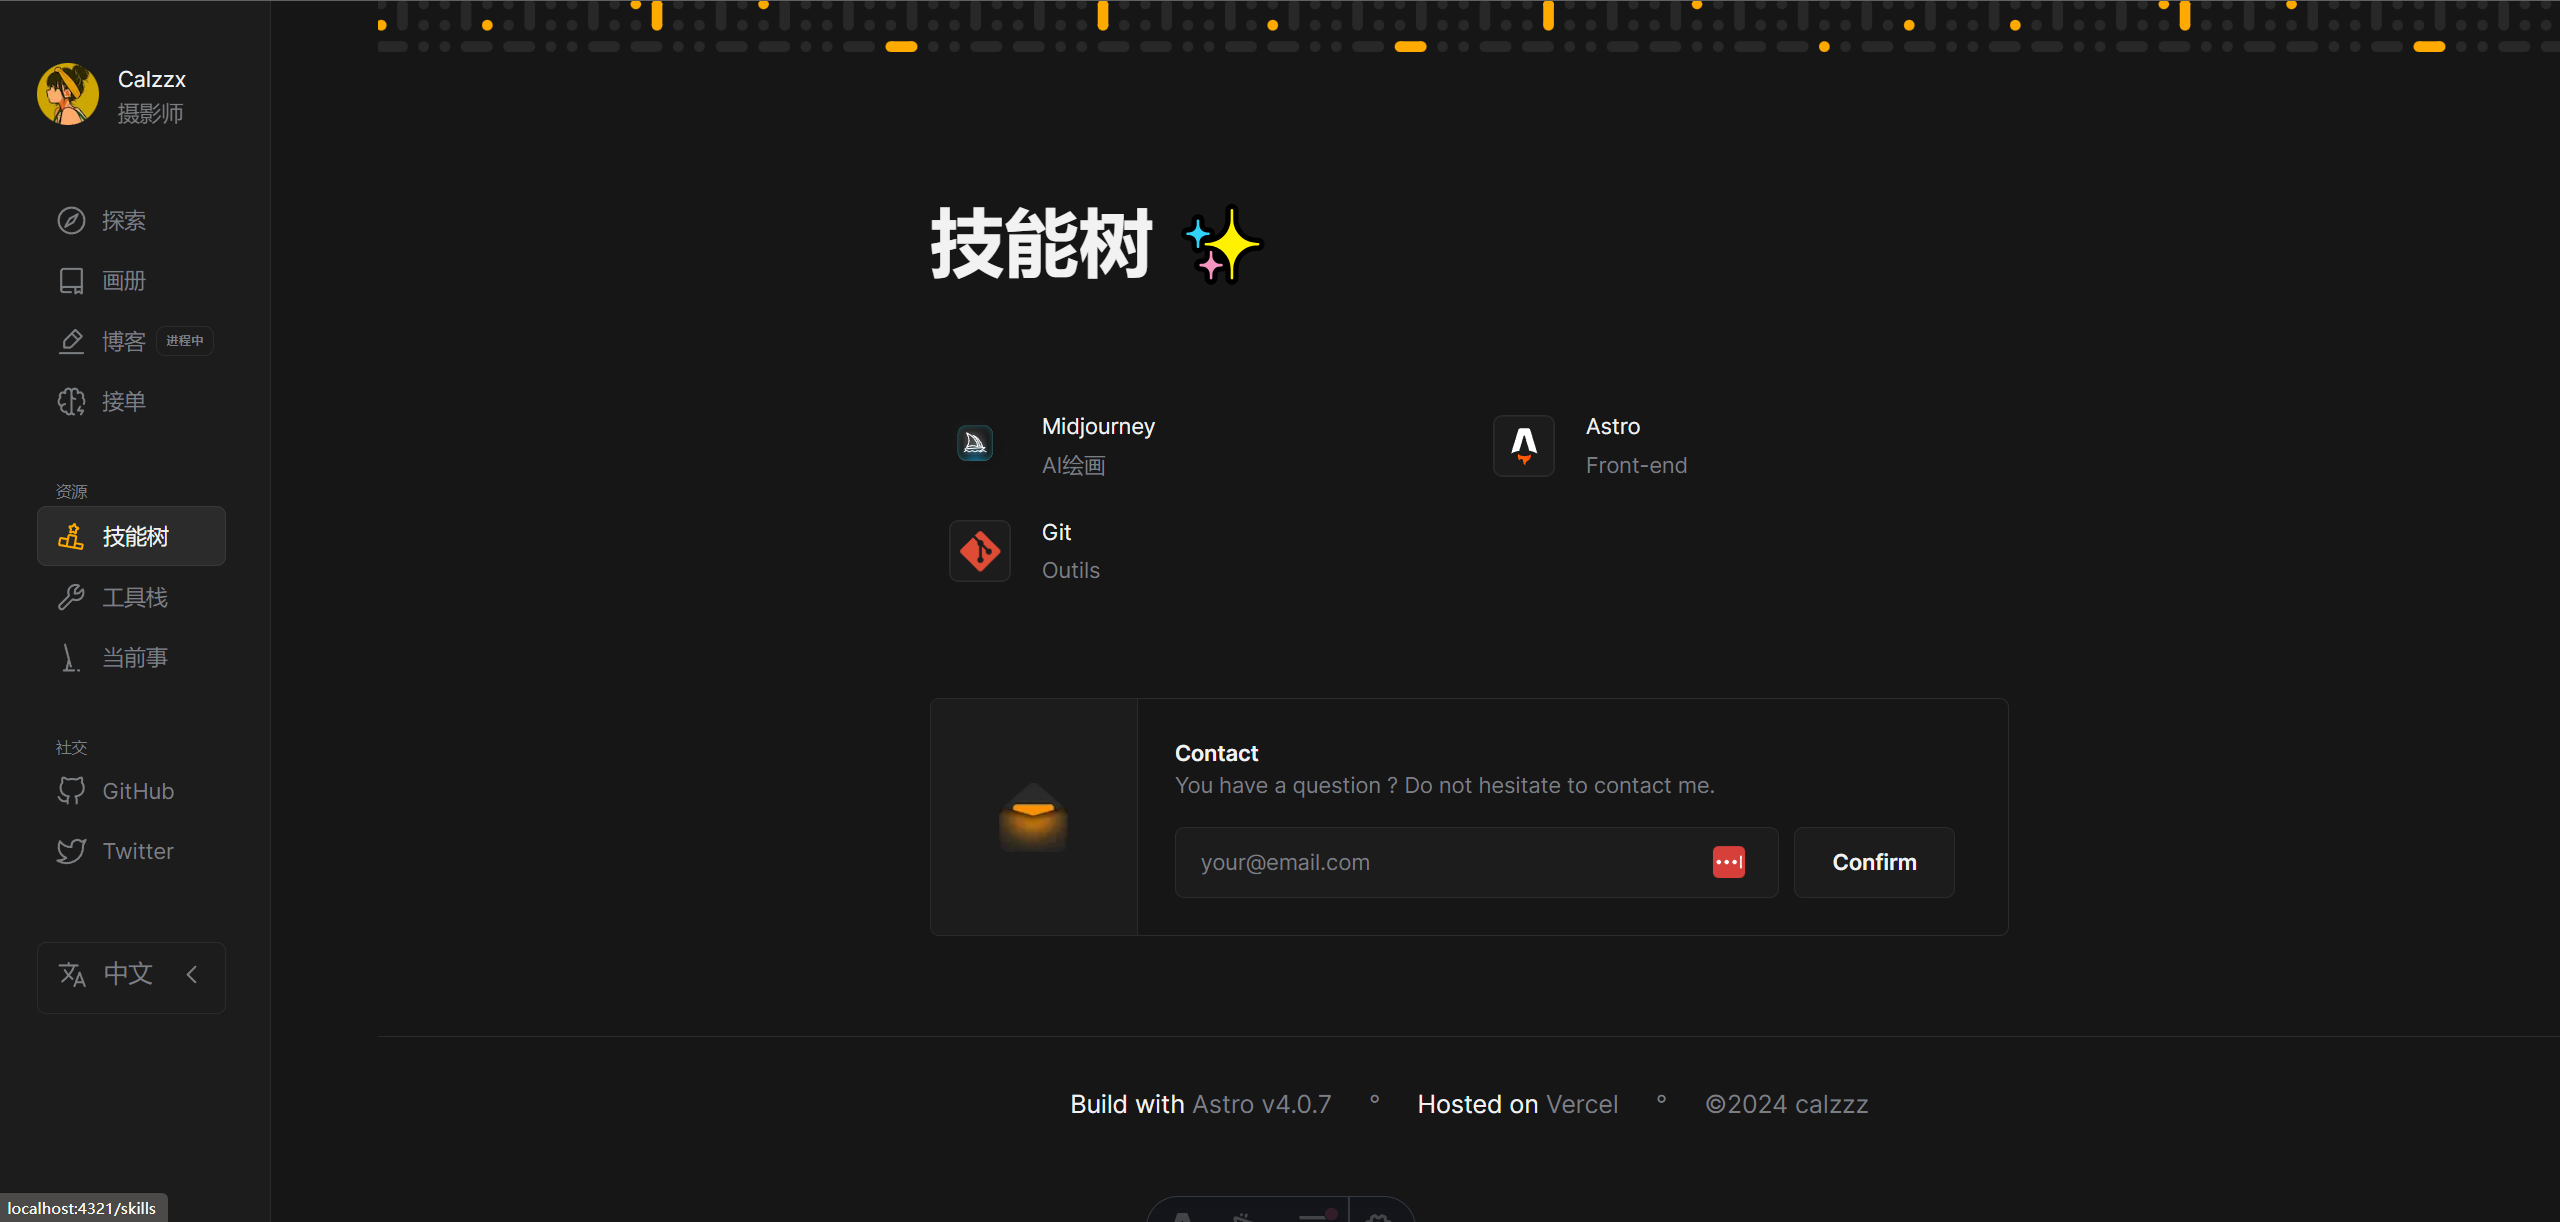 Calzzx
摄影师
探索
画册
博客 进程中
接单
资源
技能树
工具栈
当前事
社交
GitHub
Twitter
中文
技能树
Midjourney
AI绘画
Astro
Front-end
Git
Outils
Contact
You have a question ? Do not hesitate to contact me.
your@email.com
Confirm
Build with Astro v4.0.7 ° Hosted on Vercel ° ©2024 calzzz
localhost:4321/skills